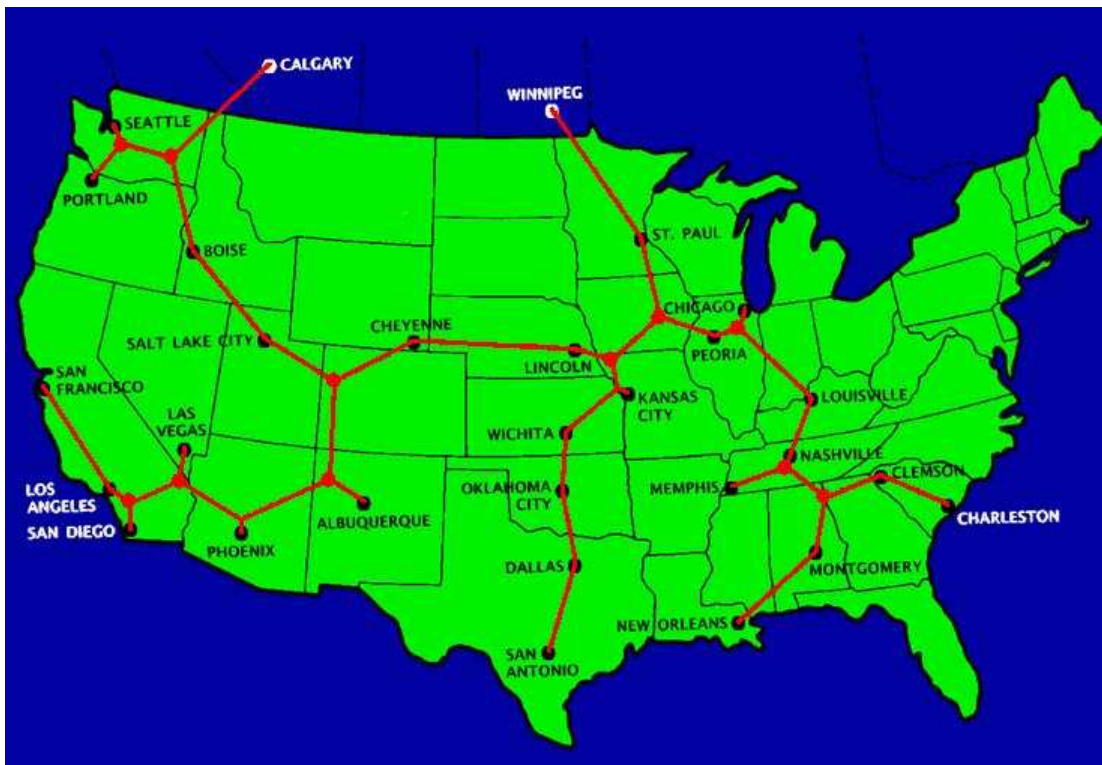 CALGARY
WINNIPEG
SEATTLE
PORTLAND
BOISE
ST. PAUL
CHICAGO
CHEYENNE
SALT LAKE CITY
PEORIA
LINCOLN
SAN
FRANCISCO
KANSAS
CITY
LOUISVILLE
LAS
VEGAS
WICHITA
NASHVILLE
CLEMSON
LOS
ANGELES
OKLAHOMA
CITY
MEMPHIS
ALBUQUERQUE
CHARLESTON
SAN DIEGO
PHOENIX
DALLAS
MONTGOMERY
NEW ORLEANS
SAN
ANTONIO